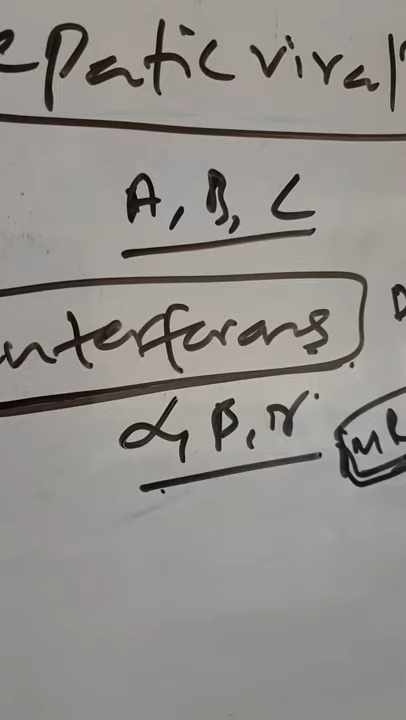 epatic viral
A, B, C
nterferons
α, β, γ